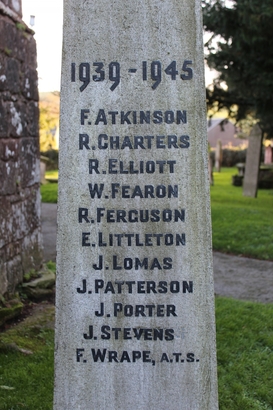 1939-1945
F. ATKINSON
R. CHARTERS
R. ELLIOTT
W. FEARON
R. FERGUSON
E. LITTLETON
J. LOMAS
J. PATTERSON
J. PORTER
J. STEVENS
F. WRAPE, A.T.S.